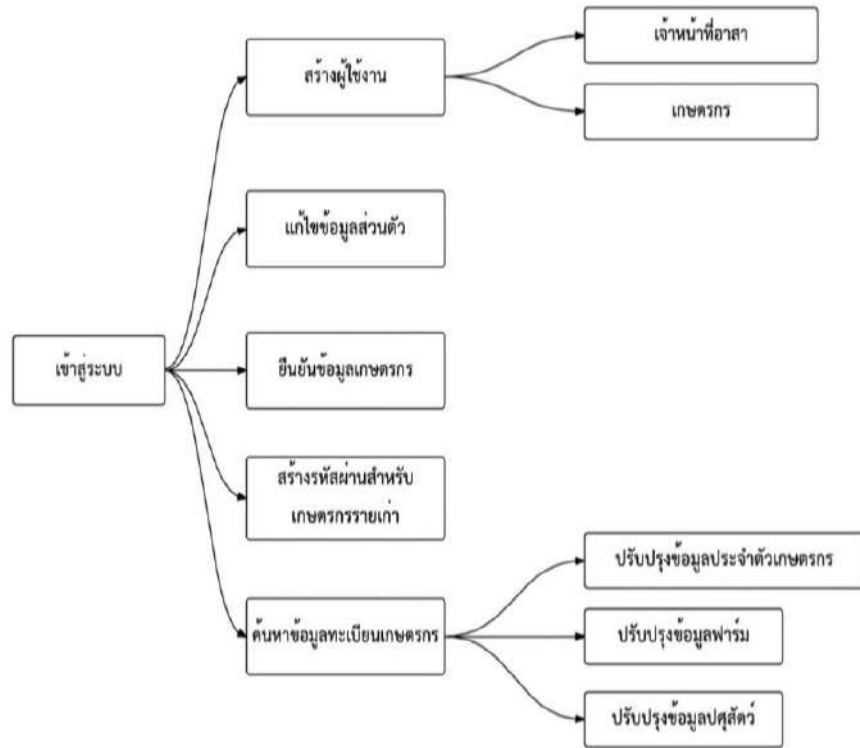 เจ้าหน้าที่อาสา
สร้างผู้ใช้งาน
เกษตรกร
แก้ไขข้อมูลส่วนตัว
เข้าสู่ระบบ
ยืนยันข้อมูลเกษตรกร
สร้างรหัสผ่านสำหรับ
เกษตรกรรายเก่า
ค้นหาข้อมูลทะเบียนเกษตรกร
ปรับปรุงข้อมูลประจำตัวเกษตรกร
ปรับปรุงข้อมูลฟาร์ม
ปรับปรุงข้อมูลปศุสัตว์